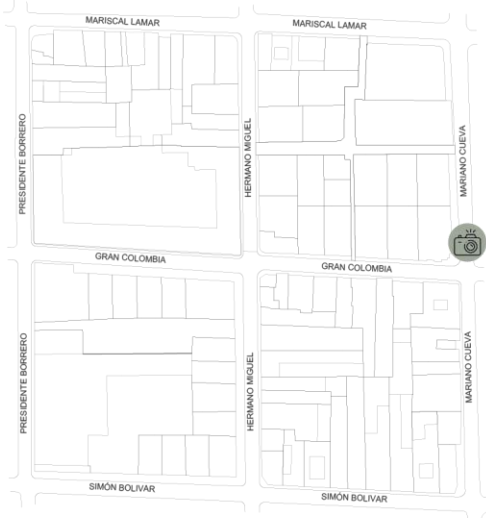 MARISCAL LAMAR
MARISCAL LAMAR
PRESIDENTE BORRERO
HERMANO MIGUEL
MARIANO CUEVA
GRAN COLOMBIA
GRAN COLOMBIA
PRESIDENTE BORRERO
HERMANO MIGUEL
MARIANO CUEVA
SIMÓN BOLIVAR
SIMÓN BOLIVAR